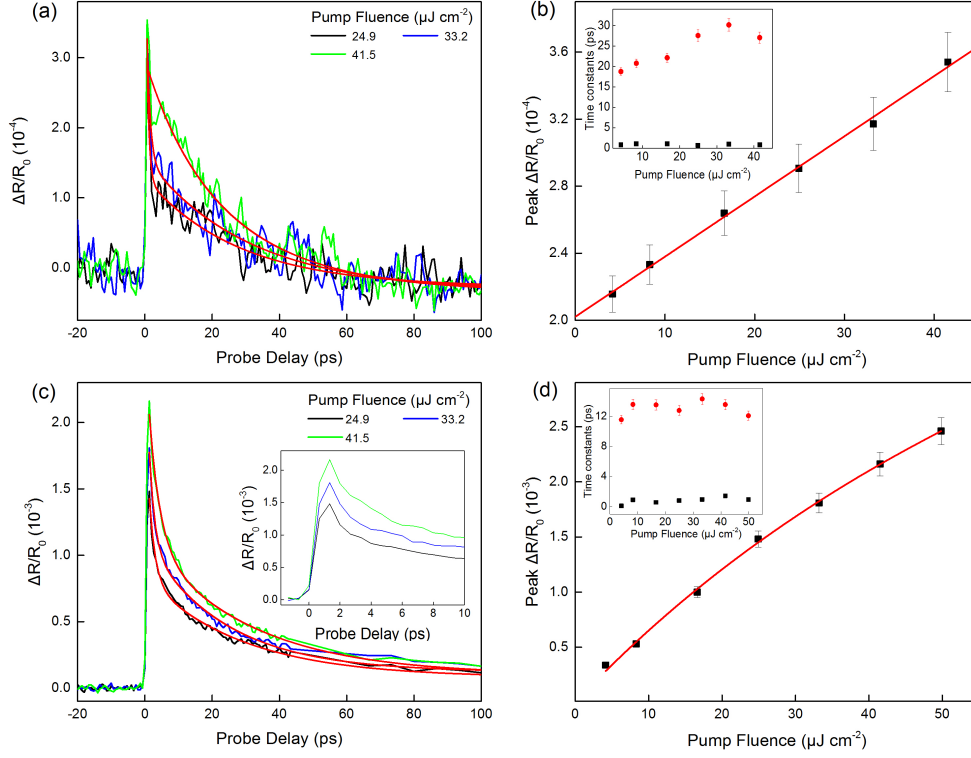 (a)
Pump Fluence (µJ cm⁻²)
24.9 33.2
41.5
ΔR/R₀ (10⁻⁴)
3.0
2.0
1.0
0.0
-20 0 20 40 60 80 100
Probe Delay (ps)
(b)
Peak ΔR/R₀ (10⁻⁴)
3.6
3.2
2.8
2.4
2.0
0 10 20 30 40
Pump Fluence (µJ cm⁻²)
Time constants (ps)
30
25
20
15
10
5
0
10 20 30 40
Pump Fluence (µJ cm⁻²)
(c)
Pump Fluence (µJ cm⁻²)
24.9 33.2
41.5
ΔR/R₀ (10⁻³)
2.0
1.5
1.0
0.5
0.0
-20 0 20 40 60 80 100
Probe Delay (ps)
ΔR/R₀ (10⁻³)
2.0
1.5
1.0
0.5
0.0
0 2 4 6 8 10
Probe Delay (ps)
(d)
Peak ΔR/R₀ (10⁻³)
2.5
2.0
1.5
1.0
0.5
0 10 20 30 40 50
Pump Fluence (µJ cm⁻²)
Time constants (ps)
12
8
4
0
10 20 30 40 50
Pump Fluence (µJ cm⁻²)